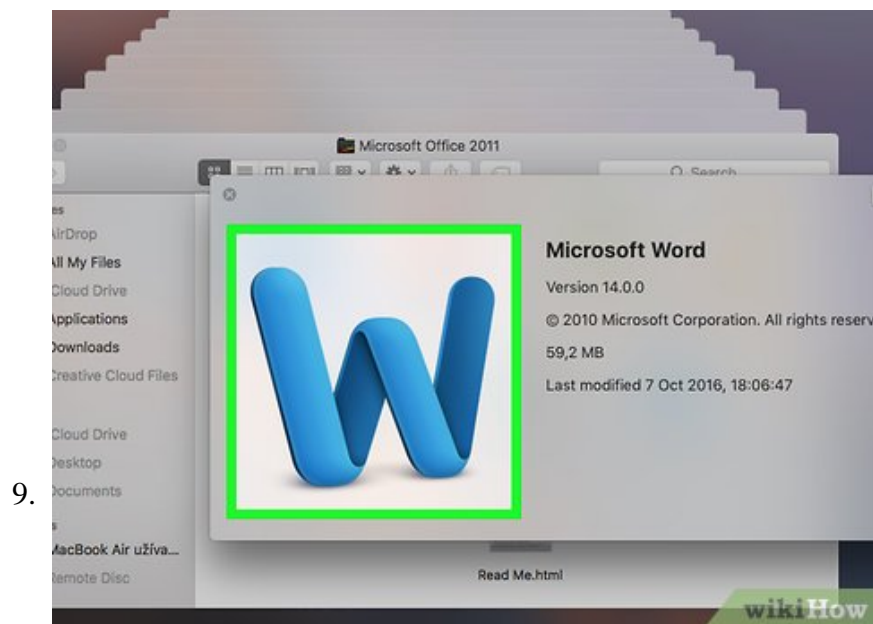 Microsoft Office 2011
Search
Microsoft Word
Version 14.0.0
© 2010 Microsoft Corporation. All rights reserv
59,2 MB
Last modified 7 Oct 2016, 18:06:47
es
AirDrop
All My Files
Cloud Drive
Applications
Downloads
Creative Cloud Files
Cloud Drive
Desktop
Documents
s
MacBook Air užíva...
Remote Disc
Read Me.html
9.
wikiHow